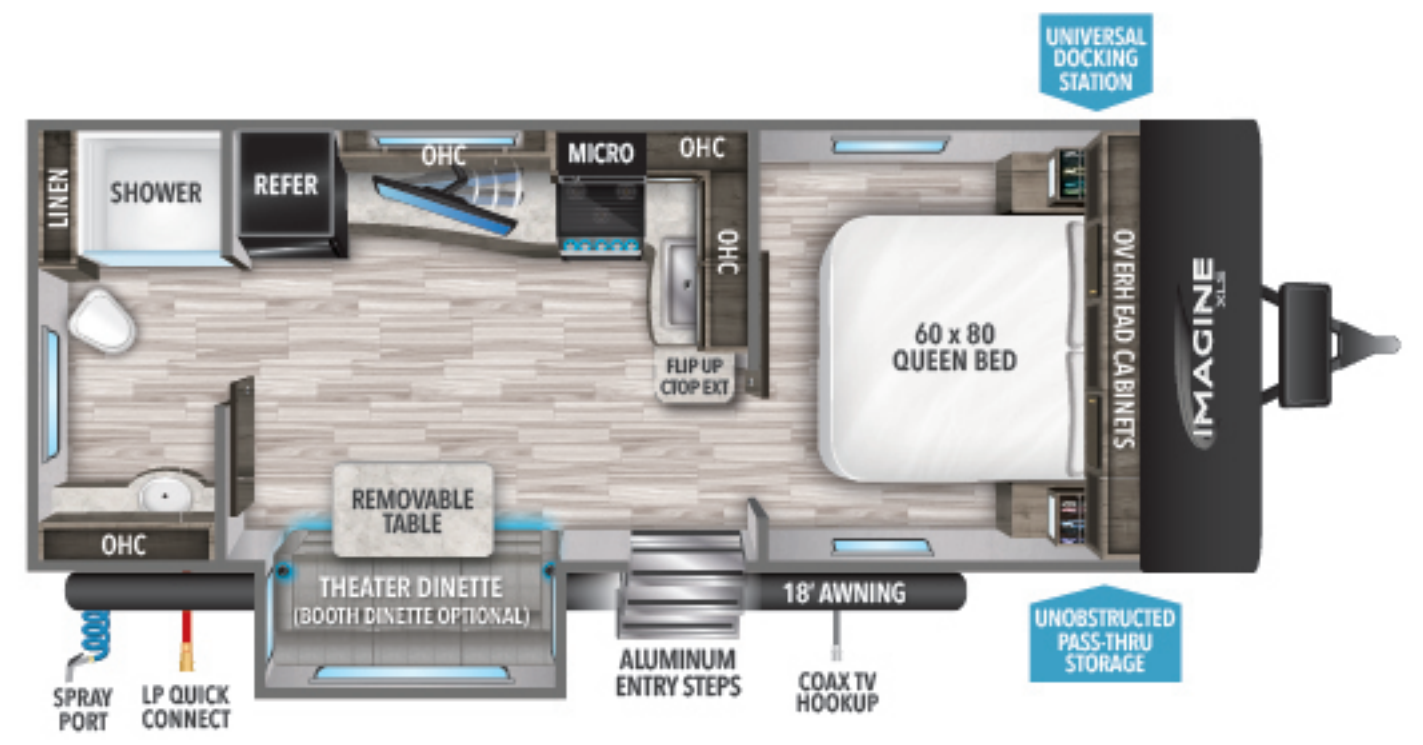 UNIVERSAL
DOCKING
STATION
LINEN
SHOWER
REFER
OHC
MICRO
OHC
OHC
FLIP UP
CTOP EXT
60 x 80
QUEEN BED
OVERHEAD CABINETS
IMAGINE
XLS
REMOVABLE
TABLE
OHC
THEATER DINETTE
(BOOTH DINETTE OPTIONAL)
18' AWNING
UNOBSTRUCTED
PASS-THRU
STORAGE
SPRAY
PORT
LP QUICK
CONNECT
ALUMINUM
ENTRY STEPS
COAX TV
HOOKUP